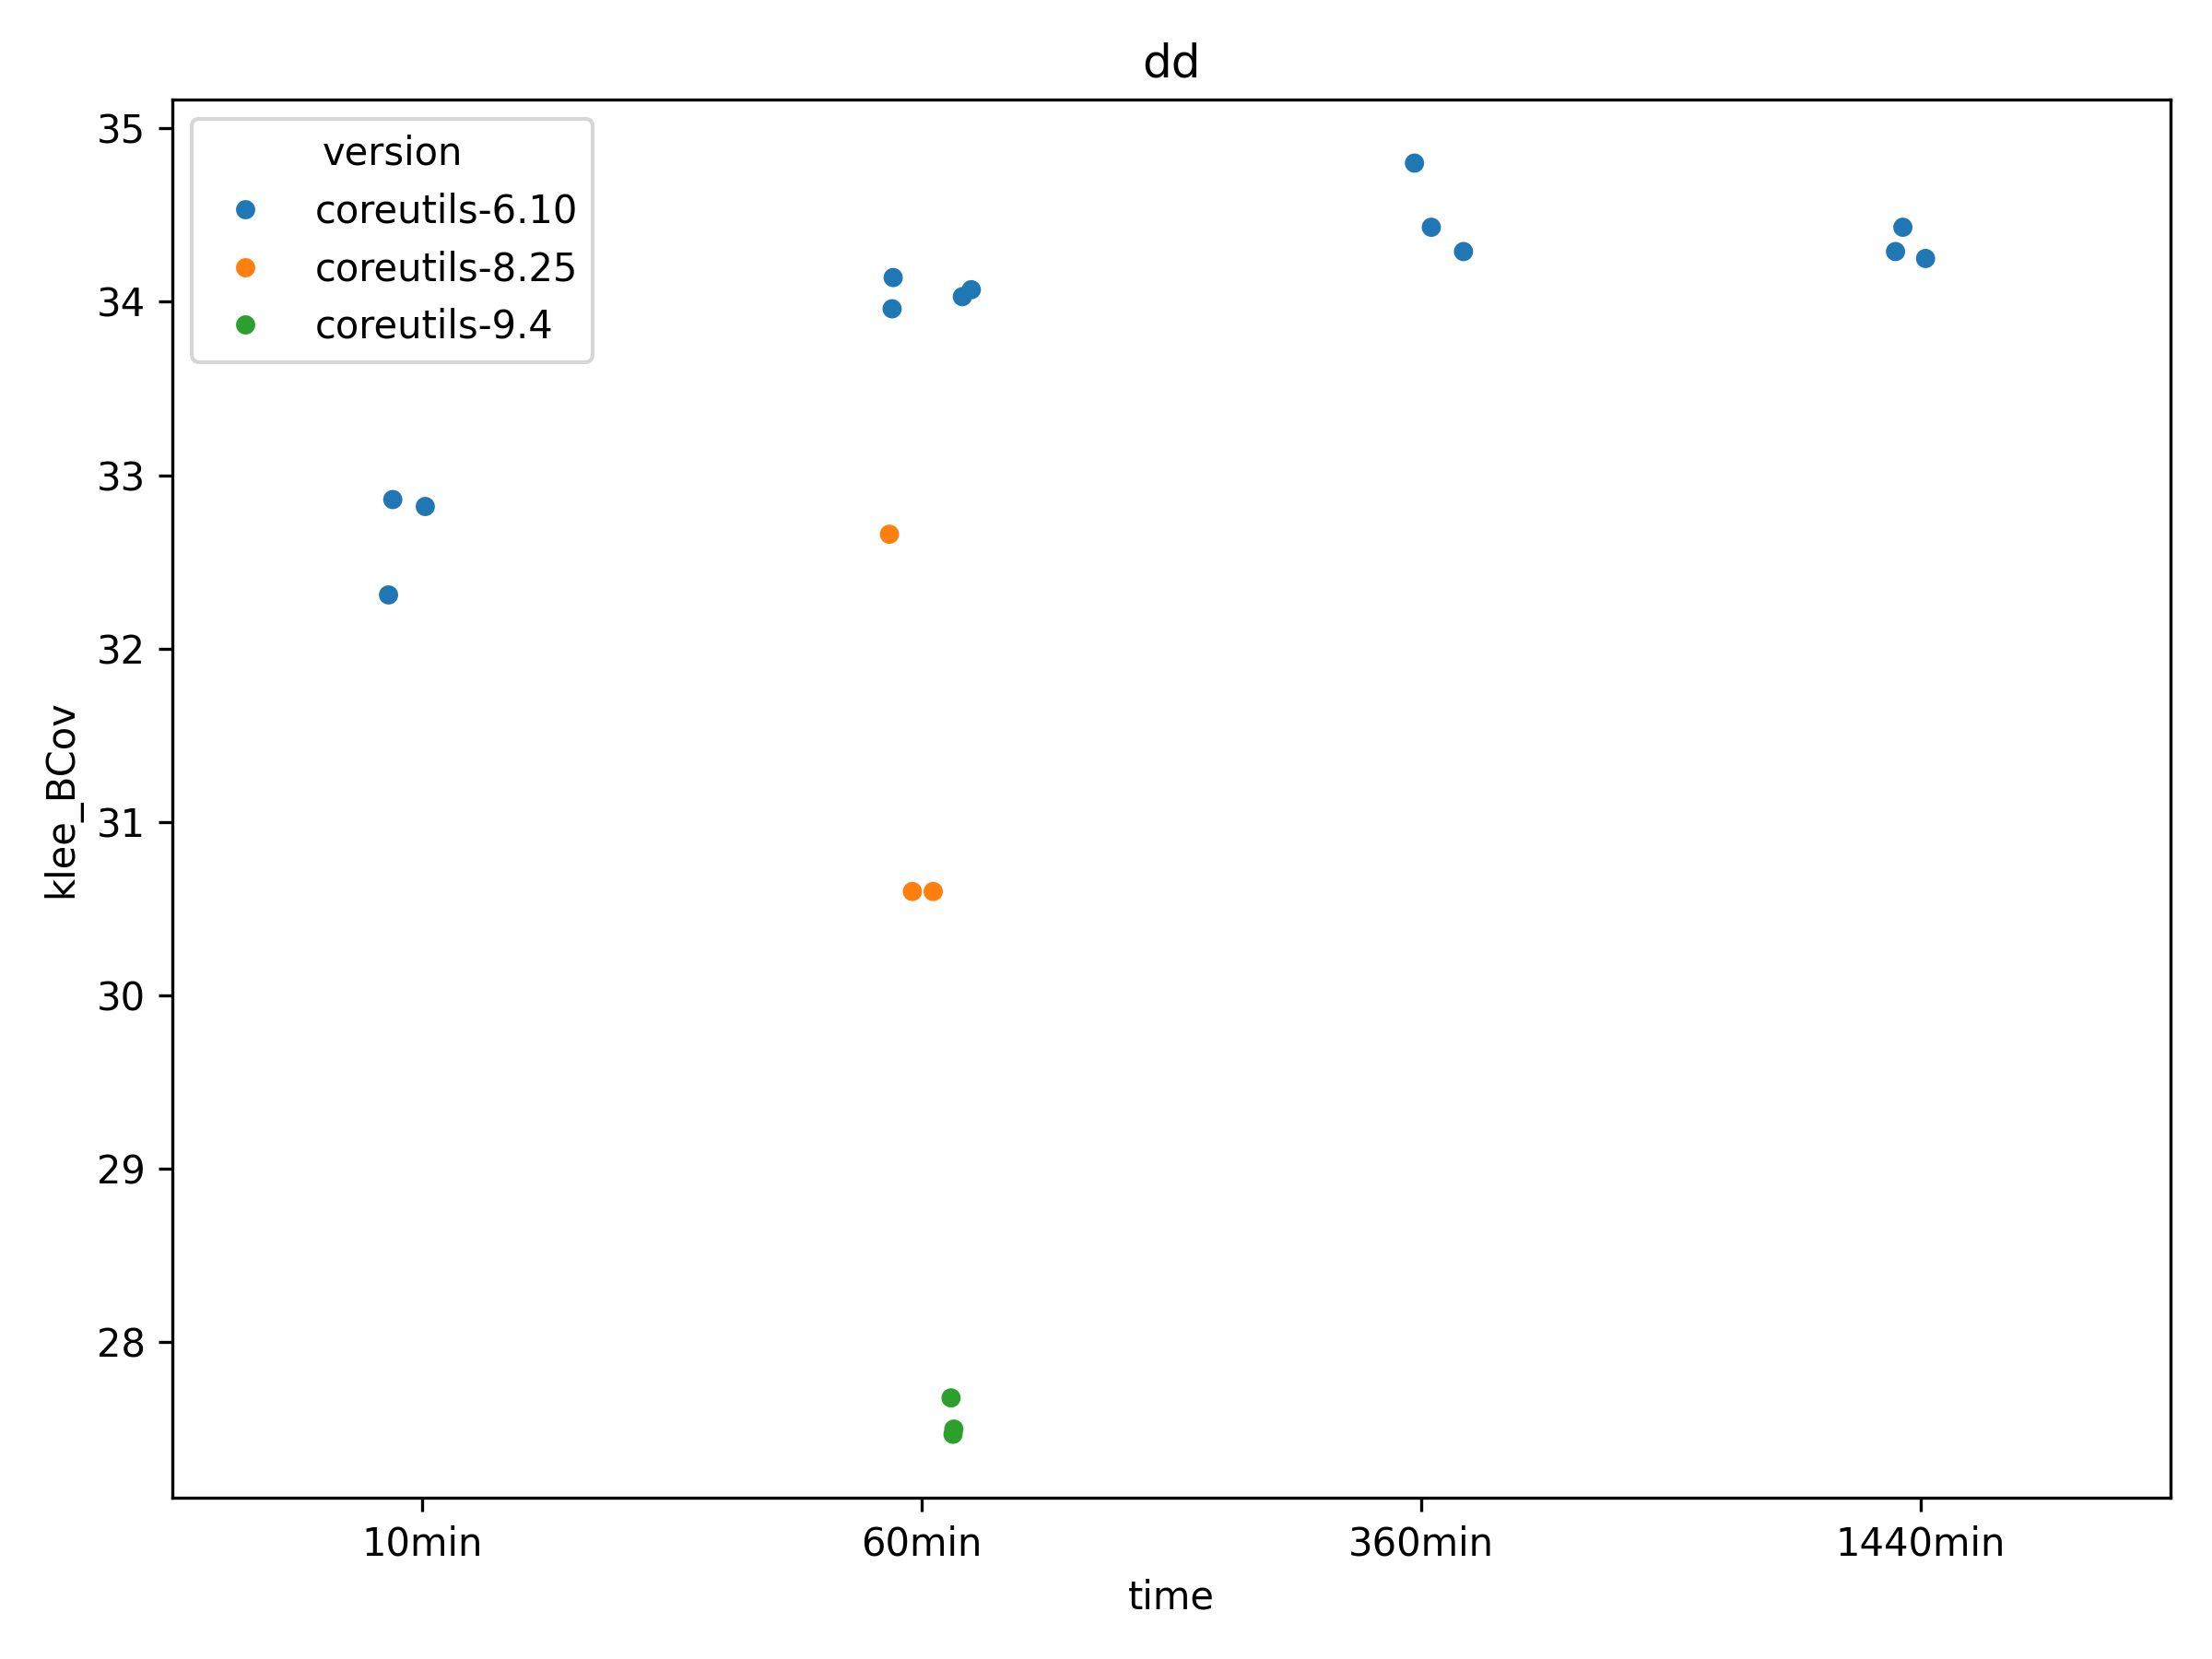 dd
version
coreutils-6.10
coreutils-8.25
coreutils-9.4
35
34
33
32
31
30
29
28
klee_BCov
10min
60min
360min
1440min
time